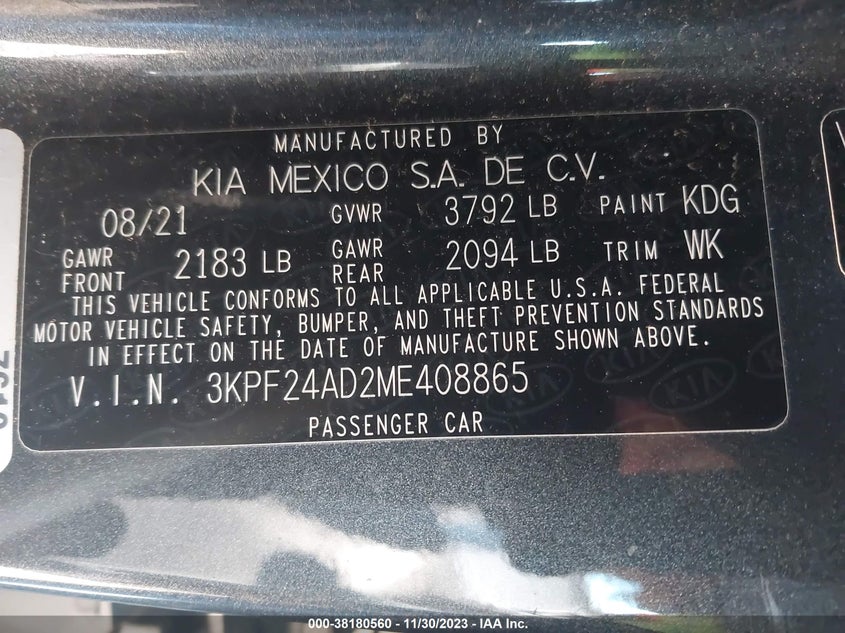 MANUFACTURED BY
KIA MEXICO S.A. DE C.V.
08/21 GVWR 3792 LB PAINT KDG
GAWR FRONT 2183 LB GAWR REAR 2094 LB TRIM WK
THIS VEHICLE CONFORMS TO ALL APPLICABLE U.S.A. FEDERAL
MOTOR VEHICLE SAFETY, BUMPER, AND THEFT PREVENTION STANDARDS
IN EFFECT ON THE DATE OF MANUFACTURE SHOWN ABOVE.
V.I.N. 3KPF24AD2ME408865
PASSENGER CAR
000-38180560 - 11/30/2023 - IAA Inc.